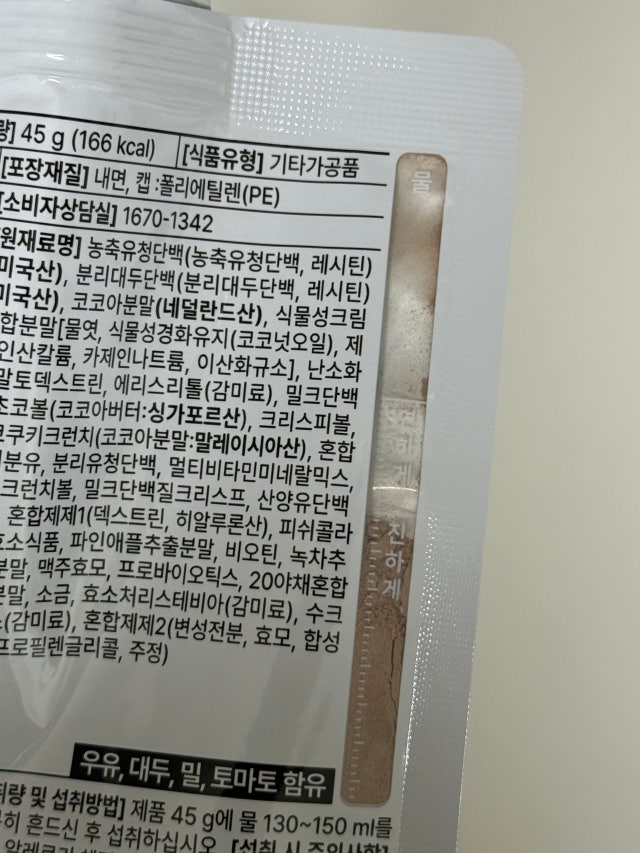 량] 45 g (166 kcal) [식품유형] 기타가공품
[포장재질] 내면, 캡 :폴리에틸렌(PE)
[소비자상담실] 1670-1342
원재료명] 농축유청단백(농축유청단백, 레시틴)
미국산), 분리대두단백(분리대두단백, 레시틴)
미국산), 코코아분말(네덜란드산), 식물성크림
합분말[물엿, 식물성경화유지(코코넛오일), 제
인산칼륨, 카제인나트륨, 이산화규소], 난소화
말토덱스트린, 에리스리톨(감미료), 밀크단백
초코볼(코코아버터:싱가포르산), 크리스피볼,
쿠키크런치(코코아분말:말레이시아산), 혼합
분유, 분리유청단백, 멀티비타민미네랄믹스,
크런치볼, 밀크단백질크리스프, 산양유단백
혼합제제1(덱스트린, 히알루론산), 피쉬콜라
효소식품, 파인애플추출분말, 비오틴, 녹차추
분말, 맥주효모, 프로바이오틱스, 20야채혼합
분말, 소금, 효소처리스테비아(감미료), 수크
(감미료), 혼합제제2(변성전분, 효모, 합성
프로필렌글리콜, 주정)
우유, 대두, 밀, 토마토 함유
취량 및 섭취방법] 제품 45 g에 물 130~150 ml를
히 흔드신 후 섭취하십시오. [섭취 시 주의사항]
물
연하게
진하게